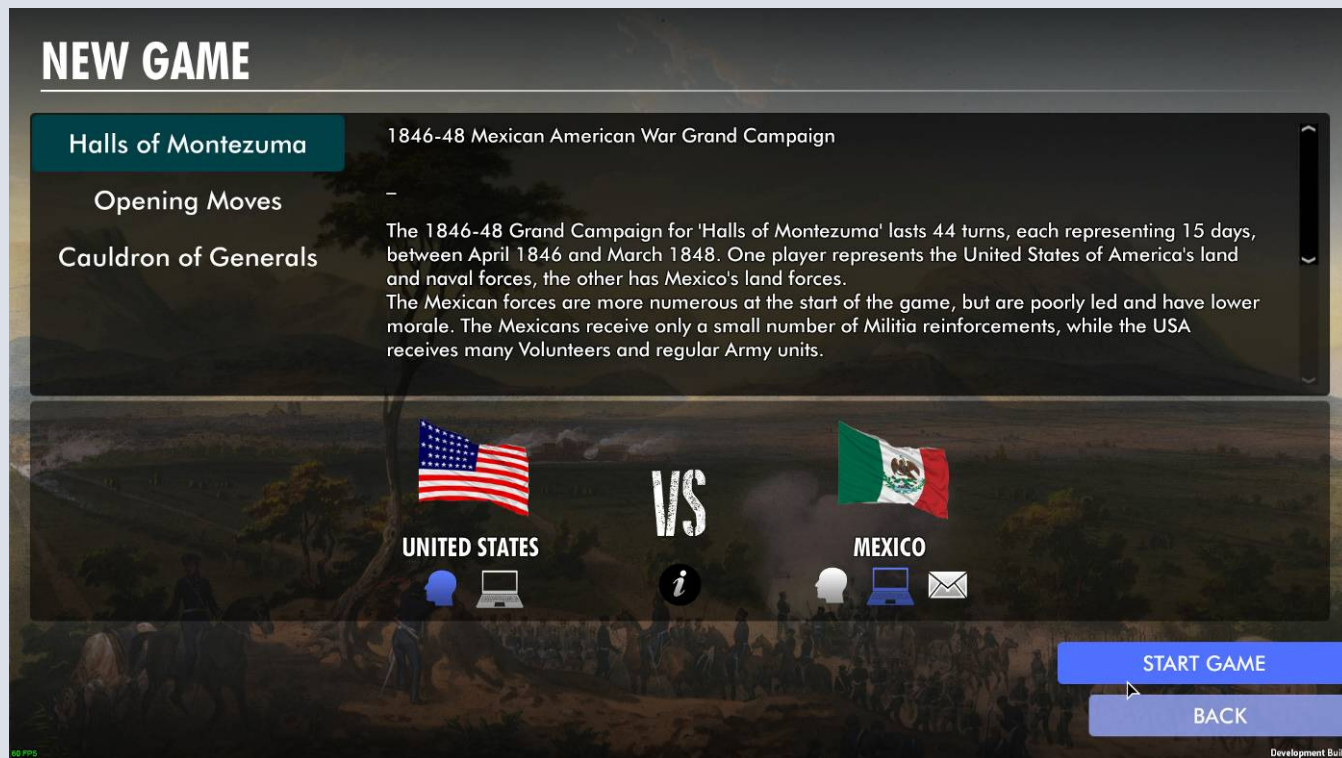 NEW GAME
Halls of Montezuma
Opening Moves
Cauldron of Generals
1846-48 Mexican American War Grand Campaign
–
The 1846-48 Grand Campaign for 'Halls of Montezuma' lasts 44 turns, each representing 15 days,
between April 1846 and March 1848. One player represents the United States of America's land
and naval forces, the other has Mexico's land forces.
The Mexican forces are more numerous at the start of the game, but are poorly led and have lower
morale. The Mexicans receive only a small number of Militia reinforcements, while the USA
receives many Volunteers and regular Army units.
VS
UNITED STATES
MEXICO
i
START GAME
BACK
60 FPS
Development Buil